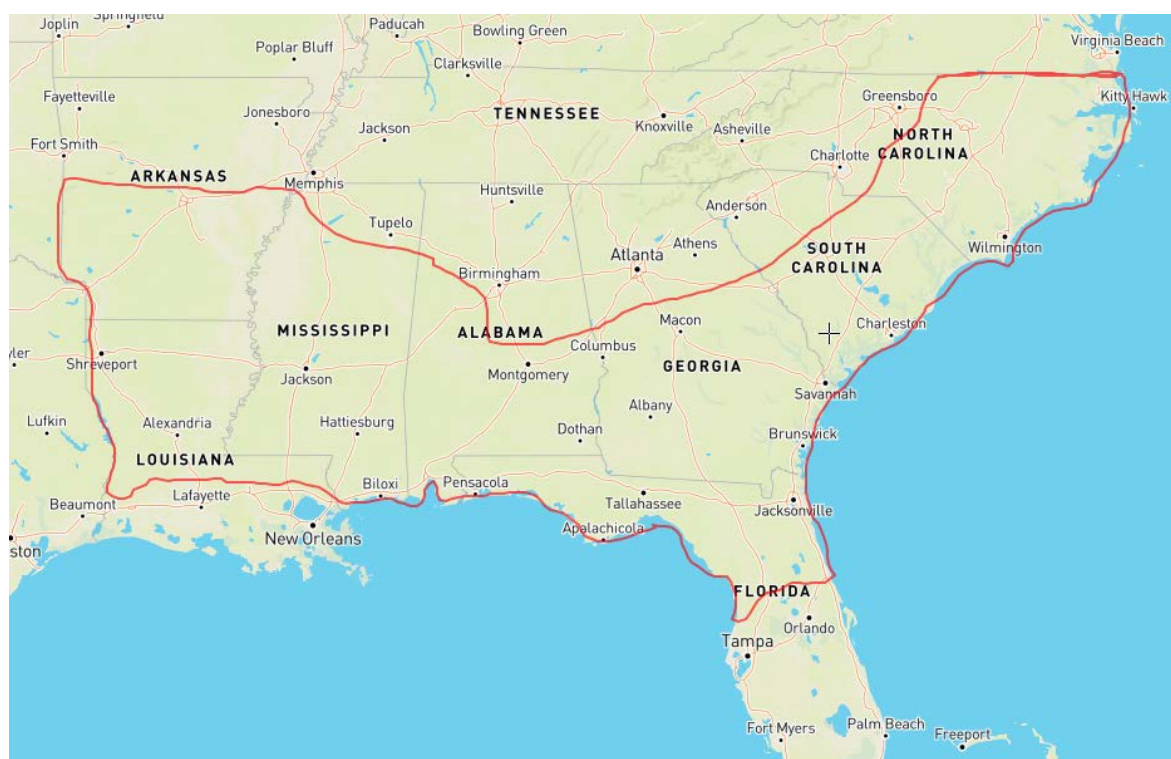 Joplin
Springfield
Paducah
Bowling Green
Virginia Beach
Poplar Bluff
Clarksville
Fayetteville
Jonesboro
TENNESSEE
Greensboro
Kitty Hawk
Jackson
Knoxville
Asheville
NORTH
CAROLINA
Fort Smith
Charlotte
ARKANSAS
Memphis
Huntsville
Anderson
Tupelo
Athens
Atlanta
SOUTH
CAROLINA
Wilmington
Birmingham
MISSISSIPPI
ALABAMA
Macon
Charleston
Columbus
yler
Shreveport
Jackson
Montgomery
GEORGIA
Savannah
Albany
Lufkin
Alexandria
Hattiesburg
Dothan
Brunswick
LOUISIANA
Biloxi
Pensacola
Beaumont
Lafayette
Tallahassee
Jacksonville
New Orleans
Apalachicola
ston
FLORIDA
Orlando
Tampa
Fort Myers
Palm Beach
Freeport